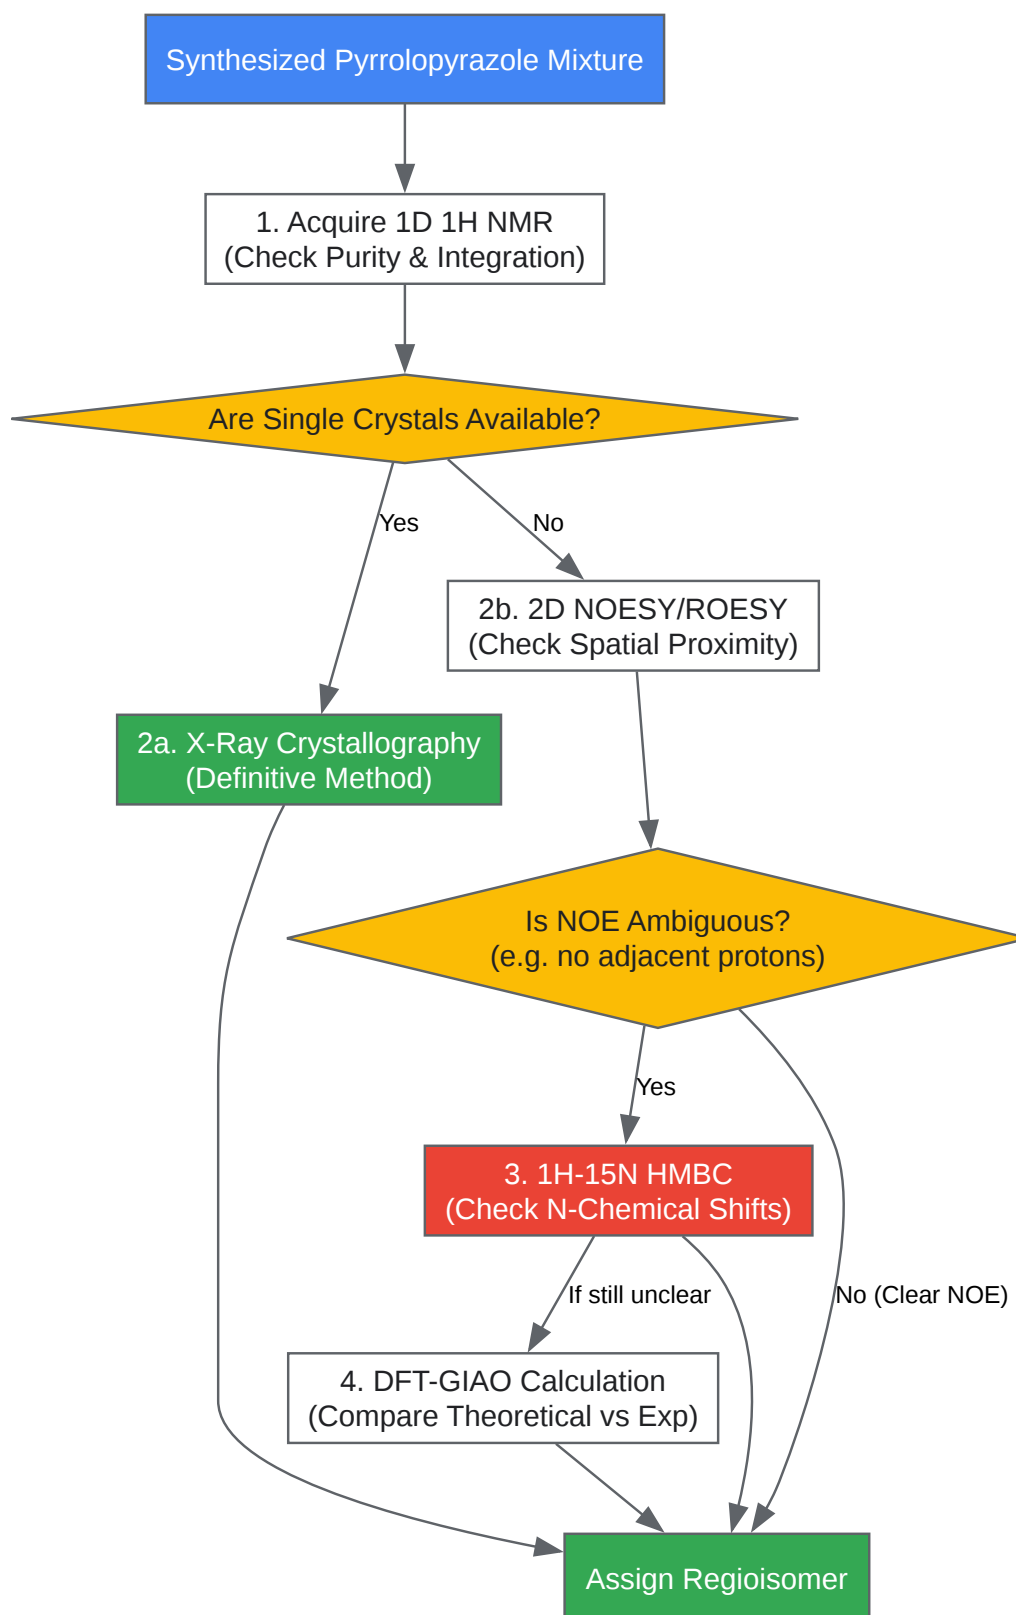 Synthesized Pyrrolopyrazole Mixture
1. Acquire 1D 1H NMR
(Check Purity & Integration)
Are Single Crystals Available?
Yes
No
2b. 2D NOESY/ROESY
(Check Spatial Proximity)
2a. X-Ray Crystallography
(Definitive Method)
Is NOE Ambiguous?
(e.g. no adjacent protons)
Yes
3. 1H-15N HMBC
(Check N-Chemical Shifts)
If still unclear
No (Clear NOE)
4. DFT-GIAO Calculation
(Compare Theoretical vs Exp)
Assign Regioisomer